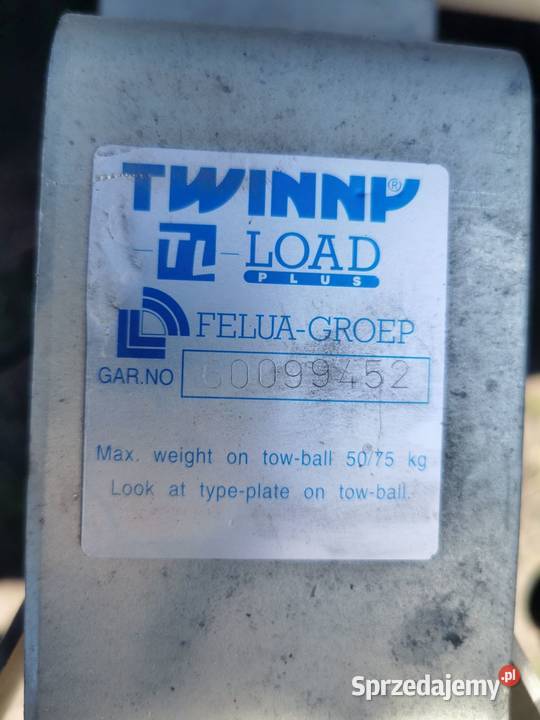 TWINNY®
TL LOAD
PLUS
FELUA-GROEP
GAR.NO
Max. weight on tow-ball 50/75 kg
Look at type-plate on tow-ball.
Sprzedajemy.pl